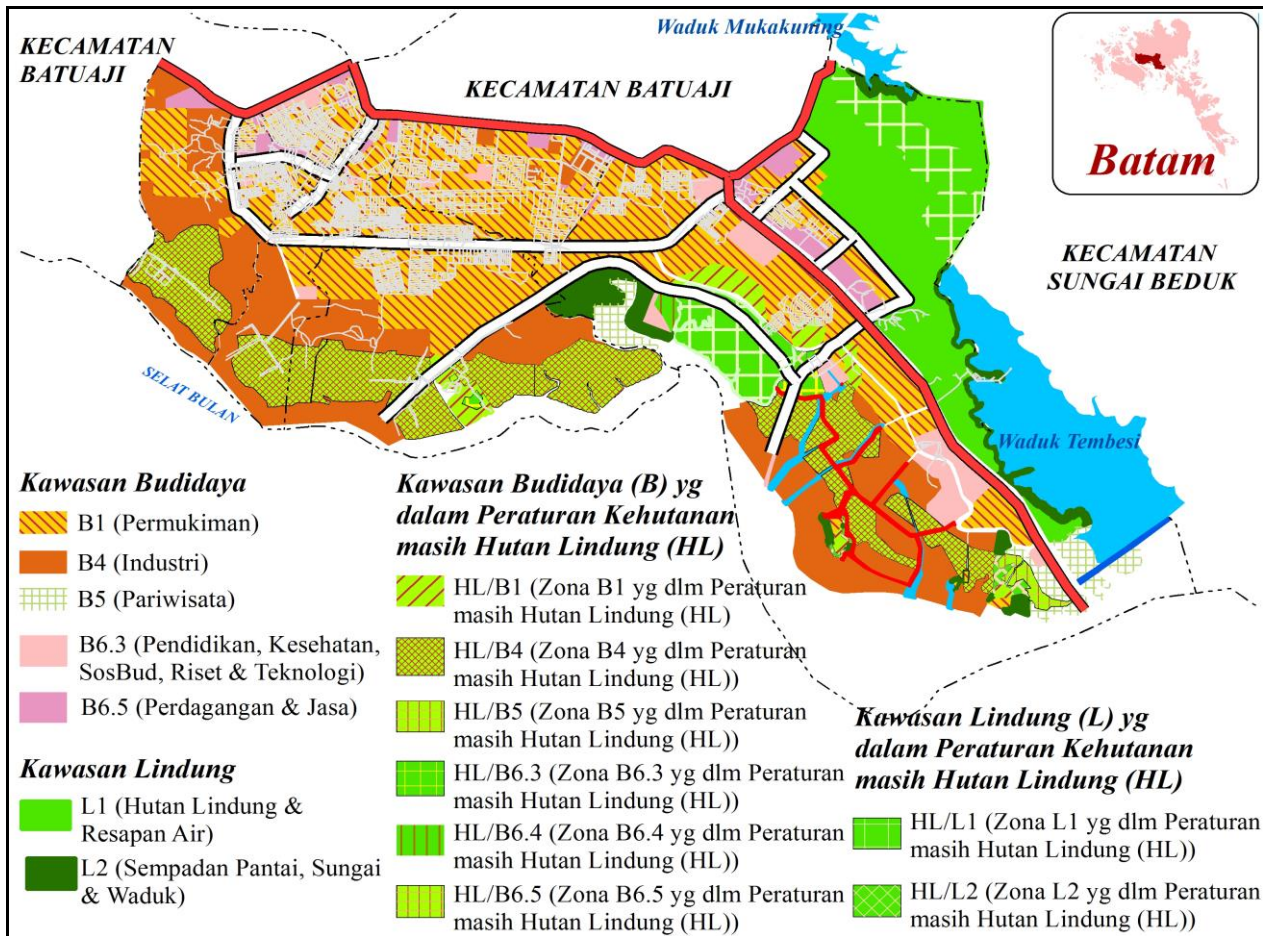 KECAMATAN
BATUAJI
KECAMATAN BATUAJI
Waduk Mukakuning
Batam
KECAMATAN
SUNGAI BEDUK
SELAT BULAN
Waduk Tembesi
Kawasan Budidaya
B1 (Permukiman)
B4 (Industri)
B5 (Pariwisata)
B6.3 (Pendidikan, Kesehatan,
SosBud, Riset & Teknologi)
B6.5 (Perdagangan & Jasa)
Kawasan Lindung
L1 (Hutan Lindung &
Resapan Air)
L2 (Sempadan Pantai, Sungai
& Waduk)
Kawasan Budidaya (B) yg
dalam Peraturan Kehutanan
masih Hutan Lindung (HL)
HL/B1 (Zona B1 yg dlm Peraturan
masih Hutan Lindung (HL)
HL/B4 (Zona B4 yg dlm Peraturan
masih Hutan Lindung (HL))
HL/B5 (Zona B5 yg dlm Peraturan
masih Hutan Lindung (HL))
HL/B6.3 (Zona B6.3 yg dlm Peraturan
masih Hutan Lindung (HL))
HL/B6.4 (Zona B6.4 yg dlm Peraturan
masih Hutan Lindung (HL))
HL/B6.5 (Zona B6.5 yg dlm Peraturan
masih Hutan Lindung (HL))
Kawasan Lindung (L) yg
dalam Peraturan Kehutanan
masih Hutan Lindung (HL)
HL/L1 (Zona L1 yg dlm Peraturan
masih Hutan Lindung (HL))
HL/L2 (Zona L2 yg dlm Peraturan
masih Hutan Lindung (HL))